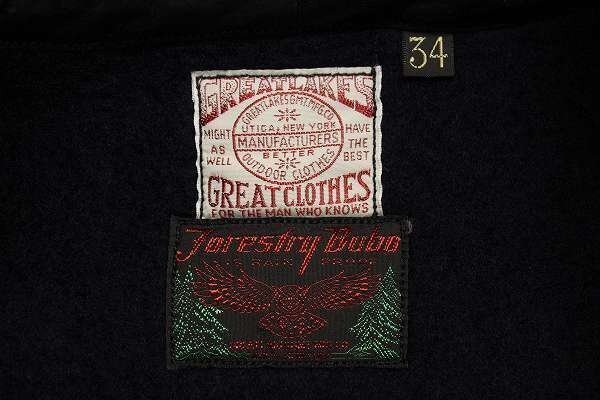 34
GREAT LAKES
GREAT LAKES GMT. MFG. CO.
UTICA, NEW YORK
MANUFACTURERS
BETTER
OUTDOOR CLOTHES
MIGHT
AS
WELL
HAVE
THE
BEST
GREAT CLOTHES
FOR THE MAN WHO KNOWS
Forestry Bubo